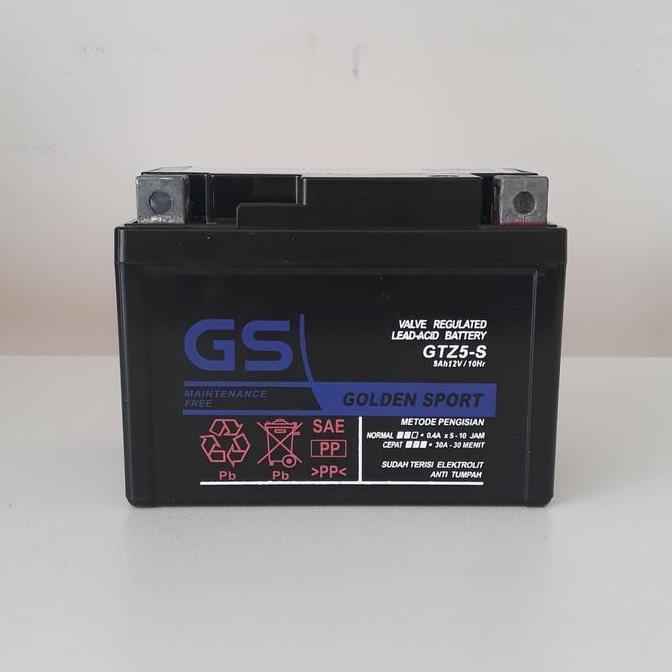 GS
VALVE REGULATED
LEAD-ACID BATTERY
GTZ5-S
5Ah12V / 10Hr
MAINTENANCE
FREE
GOLDEN SPORT
METODE PENGISIAN
NORMAL • 0.4A x 5 - 10 JAM
CEPAT • 30A - 30 MENIT
SUDAH TERISI ELEKTROLIT
ANTI TUMPAH
SAE
PP
>PP<
Pb
Pb